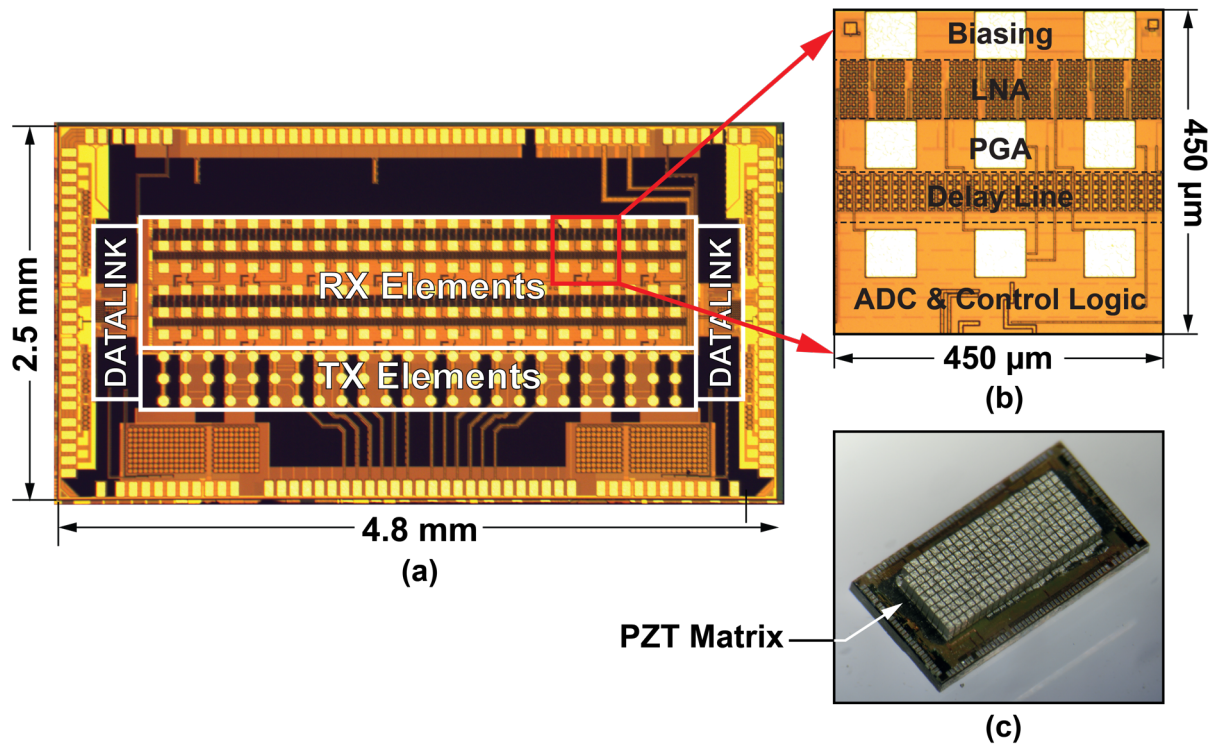 2.5 mm
4.8 mm
DATALINK
RX Elements
TX Elements
DATALINK
(a)
Biasing
LNA
PGA
Delay Line
ADC & Control Logic
450 µm
450 µm
(b)
PZT Matrix
(c)